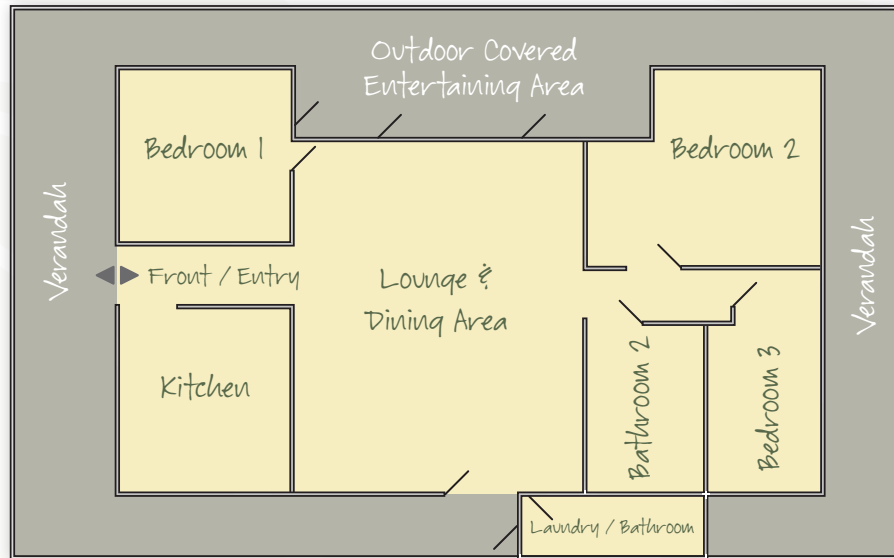 Outdoor Covered
Entertaining Area
Bedroom 1
Bedroom 2
Verandah
Front / Entry
Lounge &
Dining Area
Verandah
Kitchen
Bathroom 2
Bedroom 3
Laundry / Bathroom